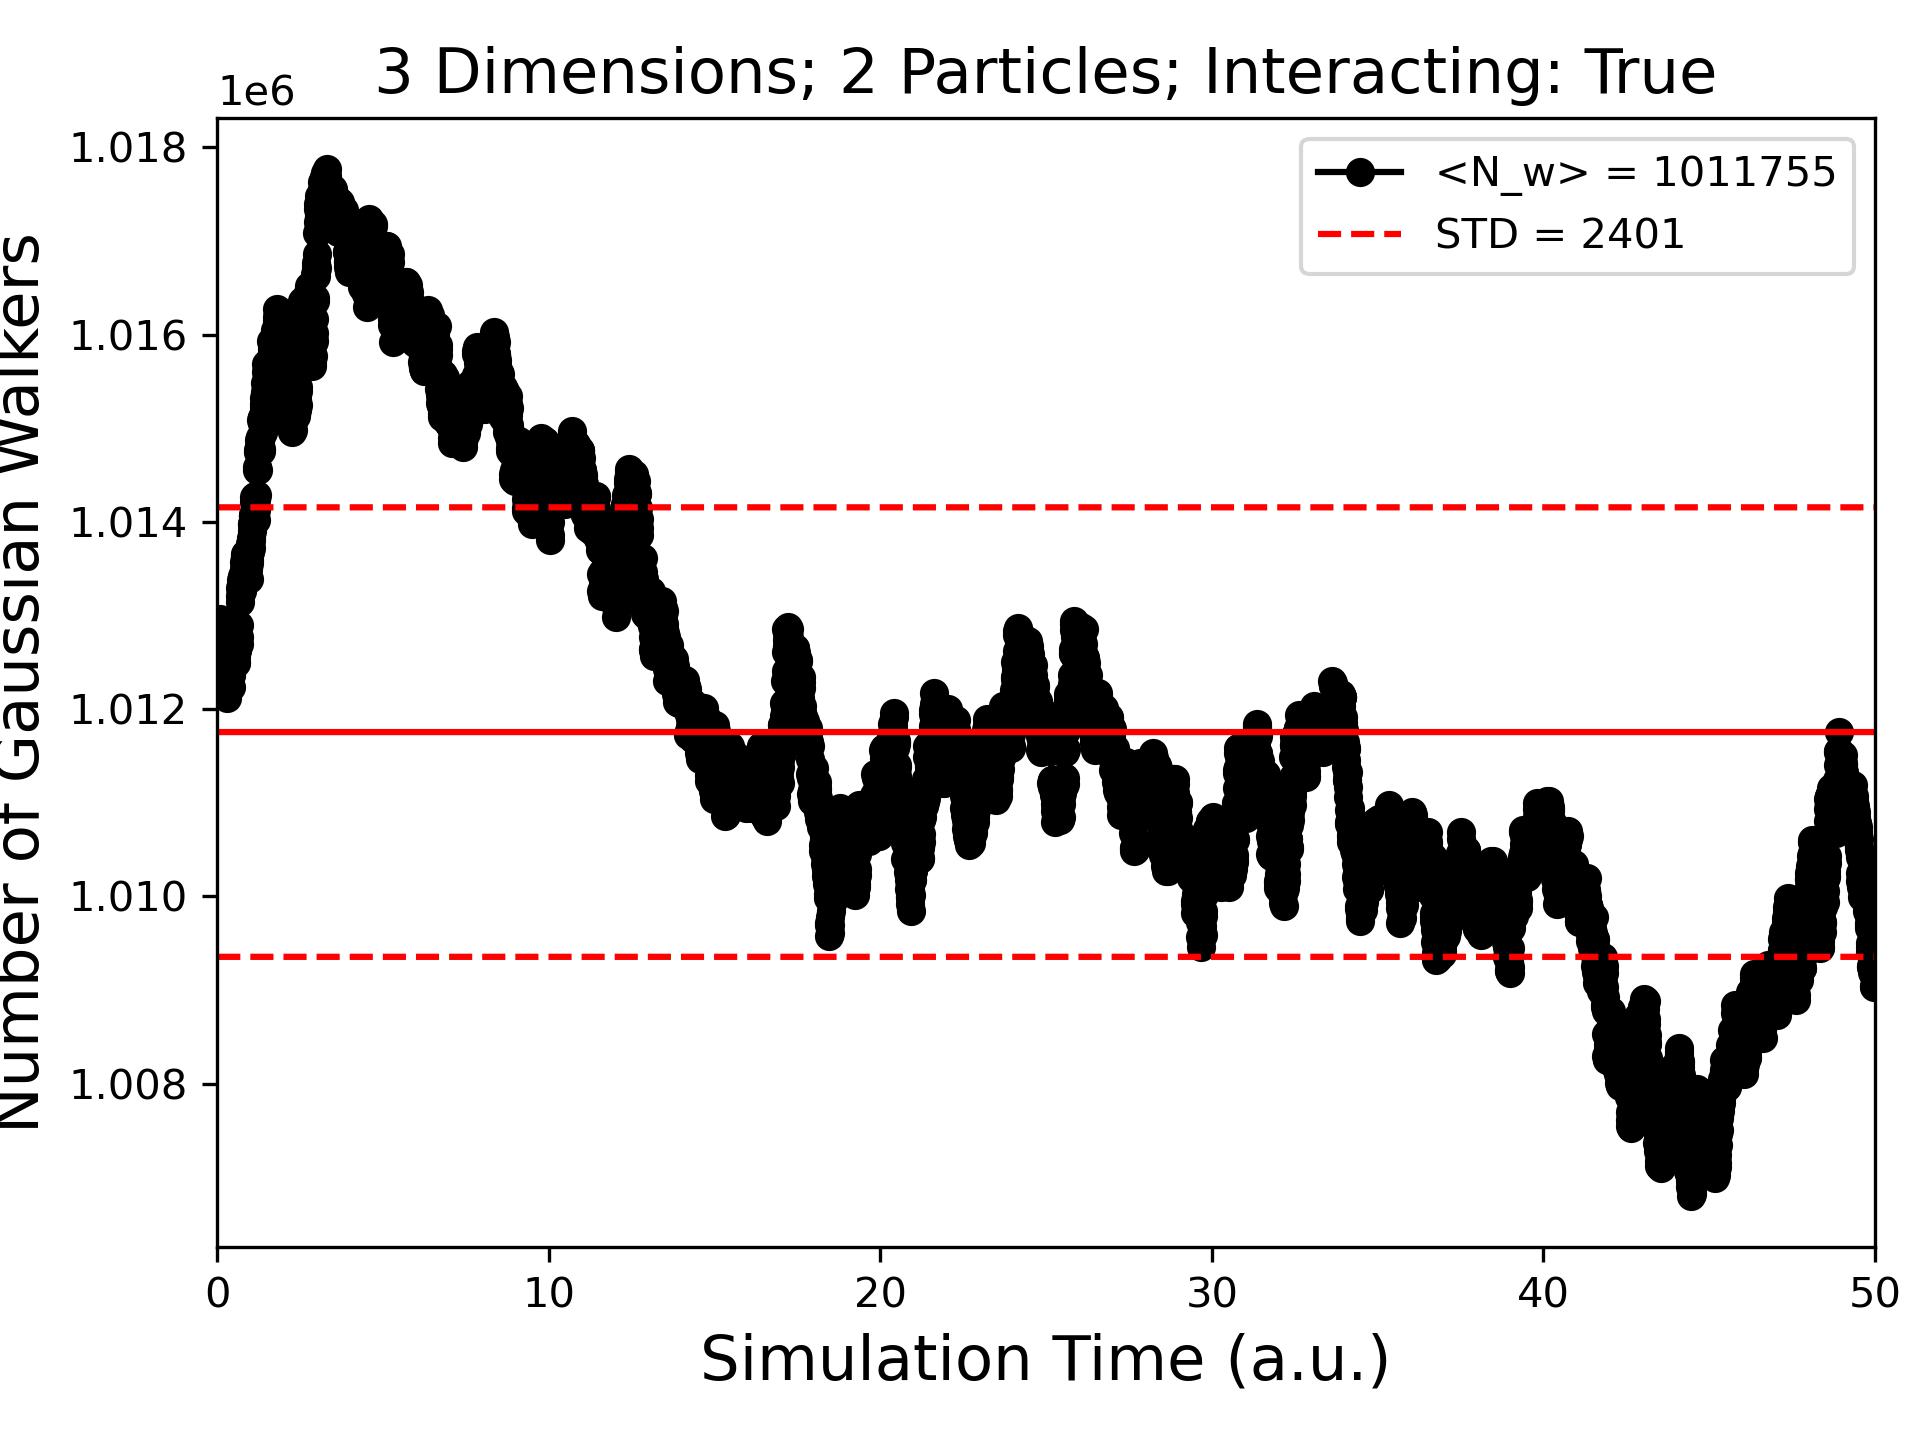 3 Dimensions; 2 Particles; Interacting: True
1e6
<N_w> = 1011755
STD = 2401
Number of Gaussian Walkers
1.018
1.016
1.014
1.012
1.010
1.008
0 10 20 30 40 50
Simulation Time (a.u.)